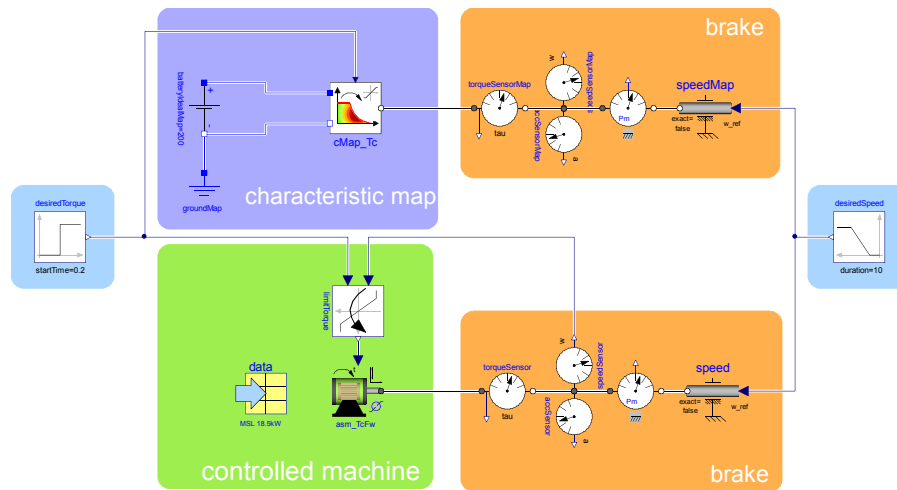 brake
batteryIdealMap=200
+
-
cMap_Tc
groundMap
characteristic map
torqueSensorMap
tau
w
speedSensorMap
accSensorMap
a
Pm
speedMap
exact=
false
w_ref
desiredTorque
startTime=0.2
desiredSpeed
duration=10
limitTorque
data
MSL 18.5kW
t
asm_TcFw
controlled machine
torqueSensor
tau
w
speedSensor
accSensor
a
Pm
speed
exact=
false
w_ref
brake